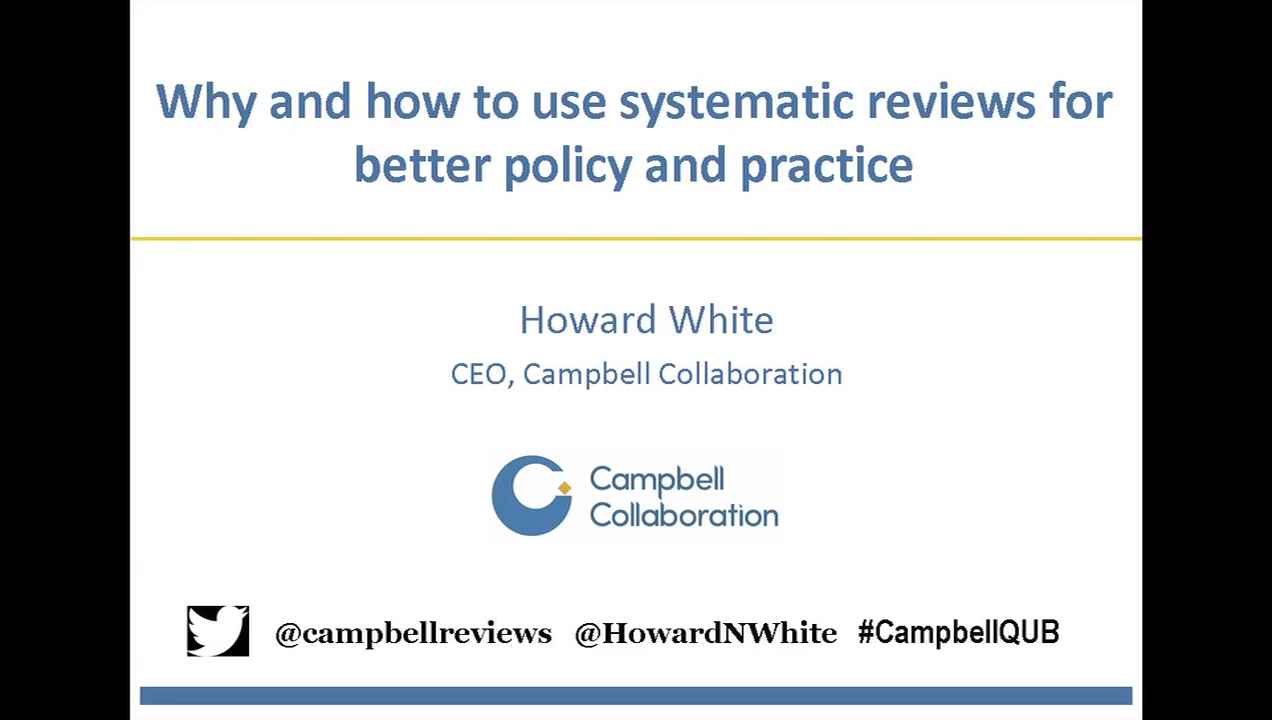 Why and how to use systematic reviews for
better policy and practice
Howard White
CEO, Campbell Collaboration
Campbell
Collaboration
@campbellreviews @HowardNWhite #CampbellQUB